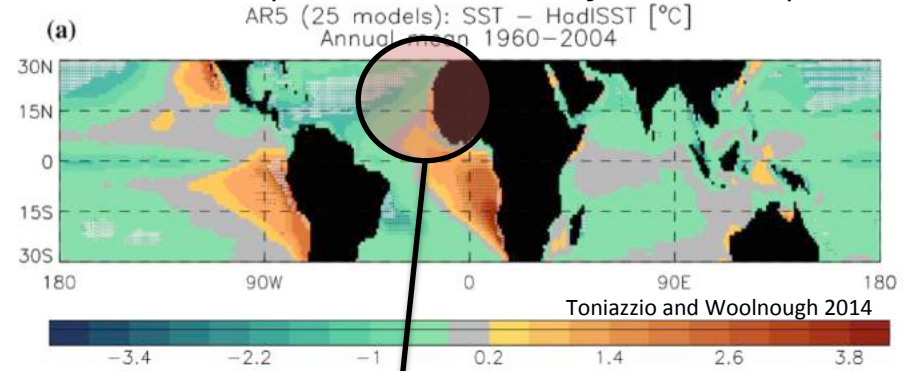 AR5 (25 models): SST – HadISST [°C]
(a)
Annual mean 1960–2004
30N
15N
0
15S
30S
180 90W 0 90E 180
Toniazzio and Woolnough 2014
−3.4 −2.2 −1 0.2 1.4 2.6 3.8